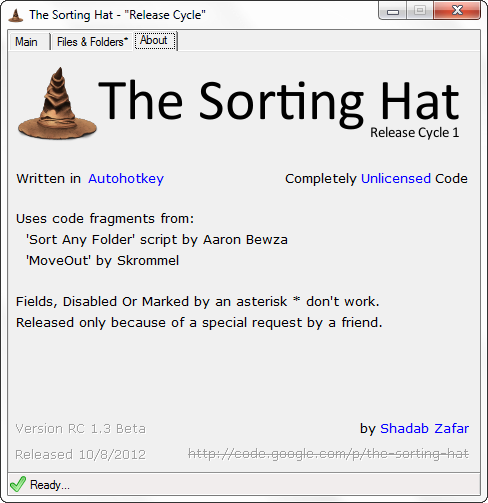 The Sorting Hat - "Release Cycle"
Main Files & Folders* About
The Sorting Hat
Release Cycle 1
Written in Autohotkey Completely Unlicensed Code
Uses code fragments from:
'Sort Any Folder' script by Aaron Bewza
'MoveOut' by Skrommel
Fields, Disabled Or Marked by an asterisk * don't work.
Released only because of a special request by a friend.
Version RC 1.3 Beta by Shadab Zafar
Released 10/8/2012 http://code.google.com/p/the-sorting-hat
Ready...